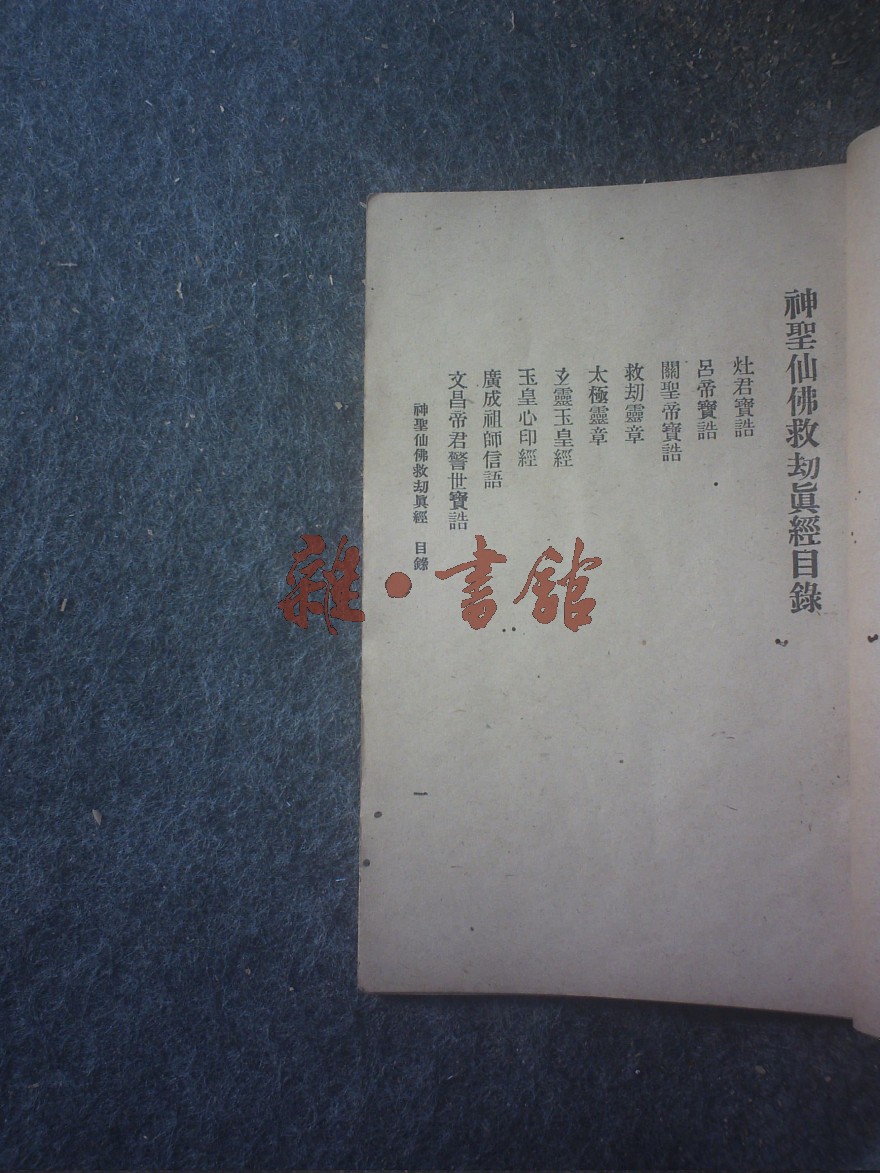 神聖仙佛救刧眞經目錄
灶君寶誥
呂帝寶誥
關聖帝寶誥
救刧靈章
太極靈章
玄靈玉皇經
玉皇心印經
廣成祖師信語
文昌帝君警世寶誥
神聖仙佛救刧眞經 目錄
一
雜·書館